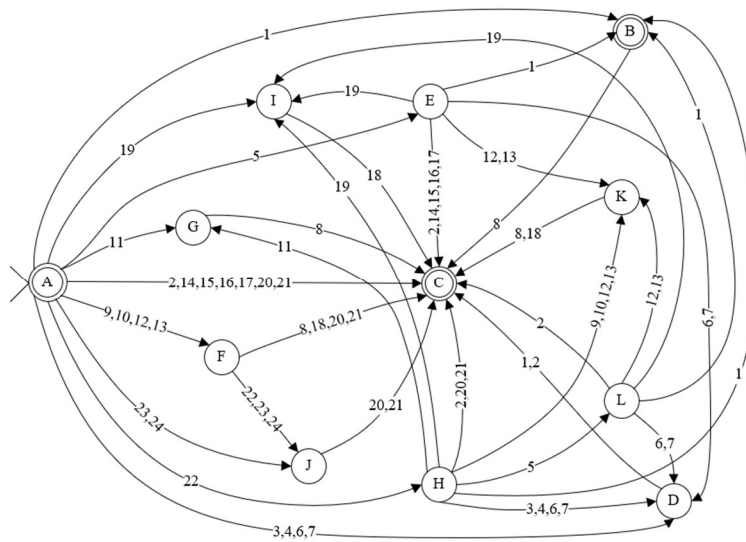 1
B
19
I
19
E
1
1
19
5
18
2,14,15,16,17
12,13
K
19
11
G
8
11
8
8,18
A
2,14,15,16,17,20,21
C
9,10,12,13
8,18,20,21
9,10,12,13
12,13
6,7
2
F
1,2
1
22,23,24
2,20,21
L
23,24
20,21
6,7
J
5
22
H
D
3,4,6,7
3,4,6,7